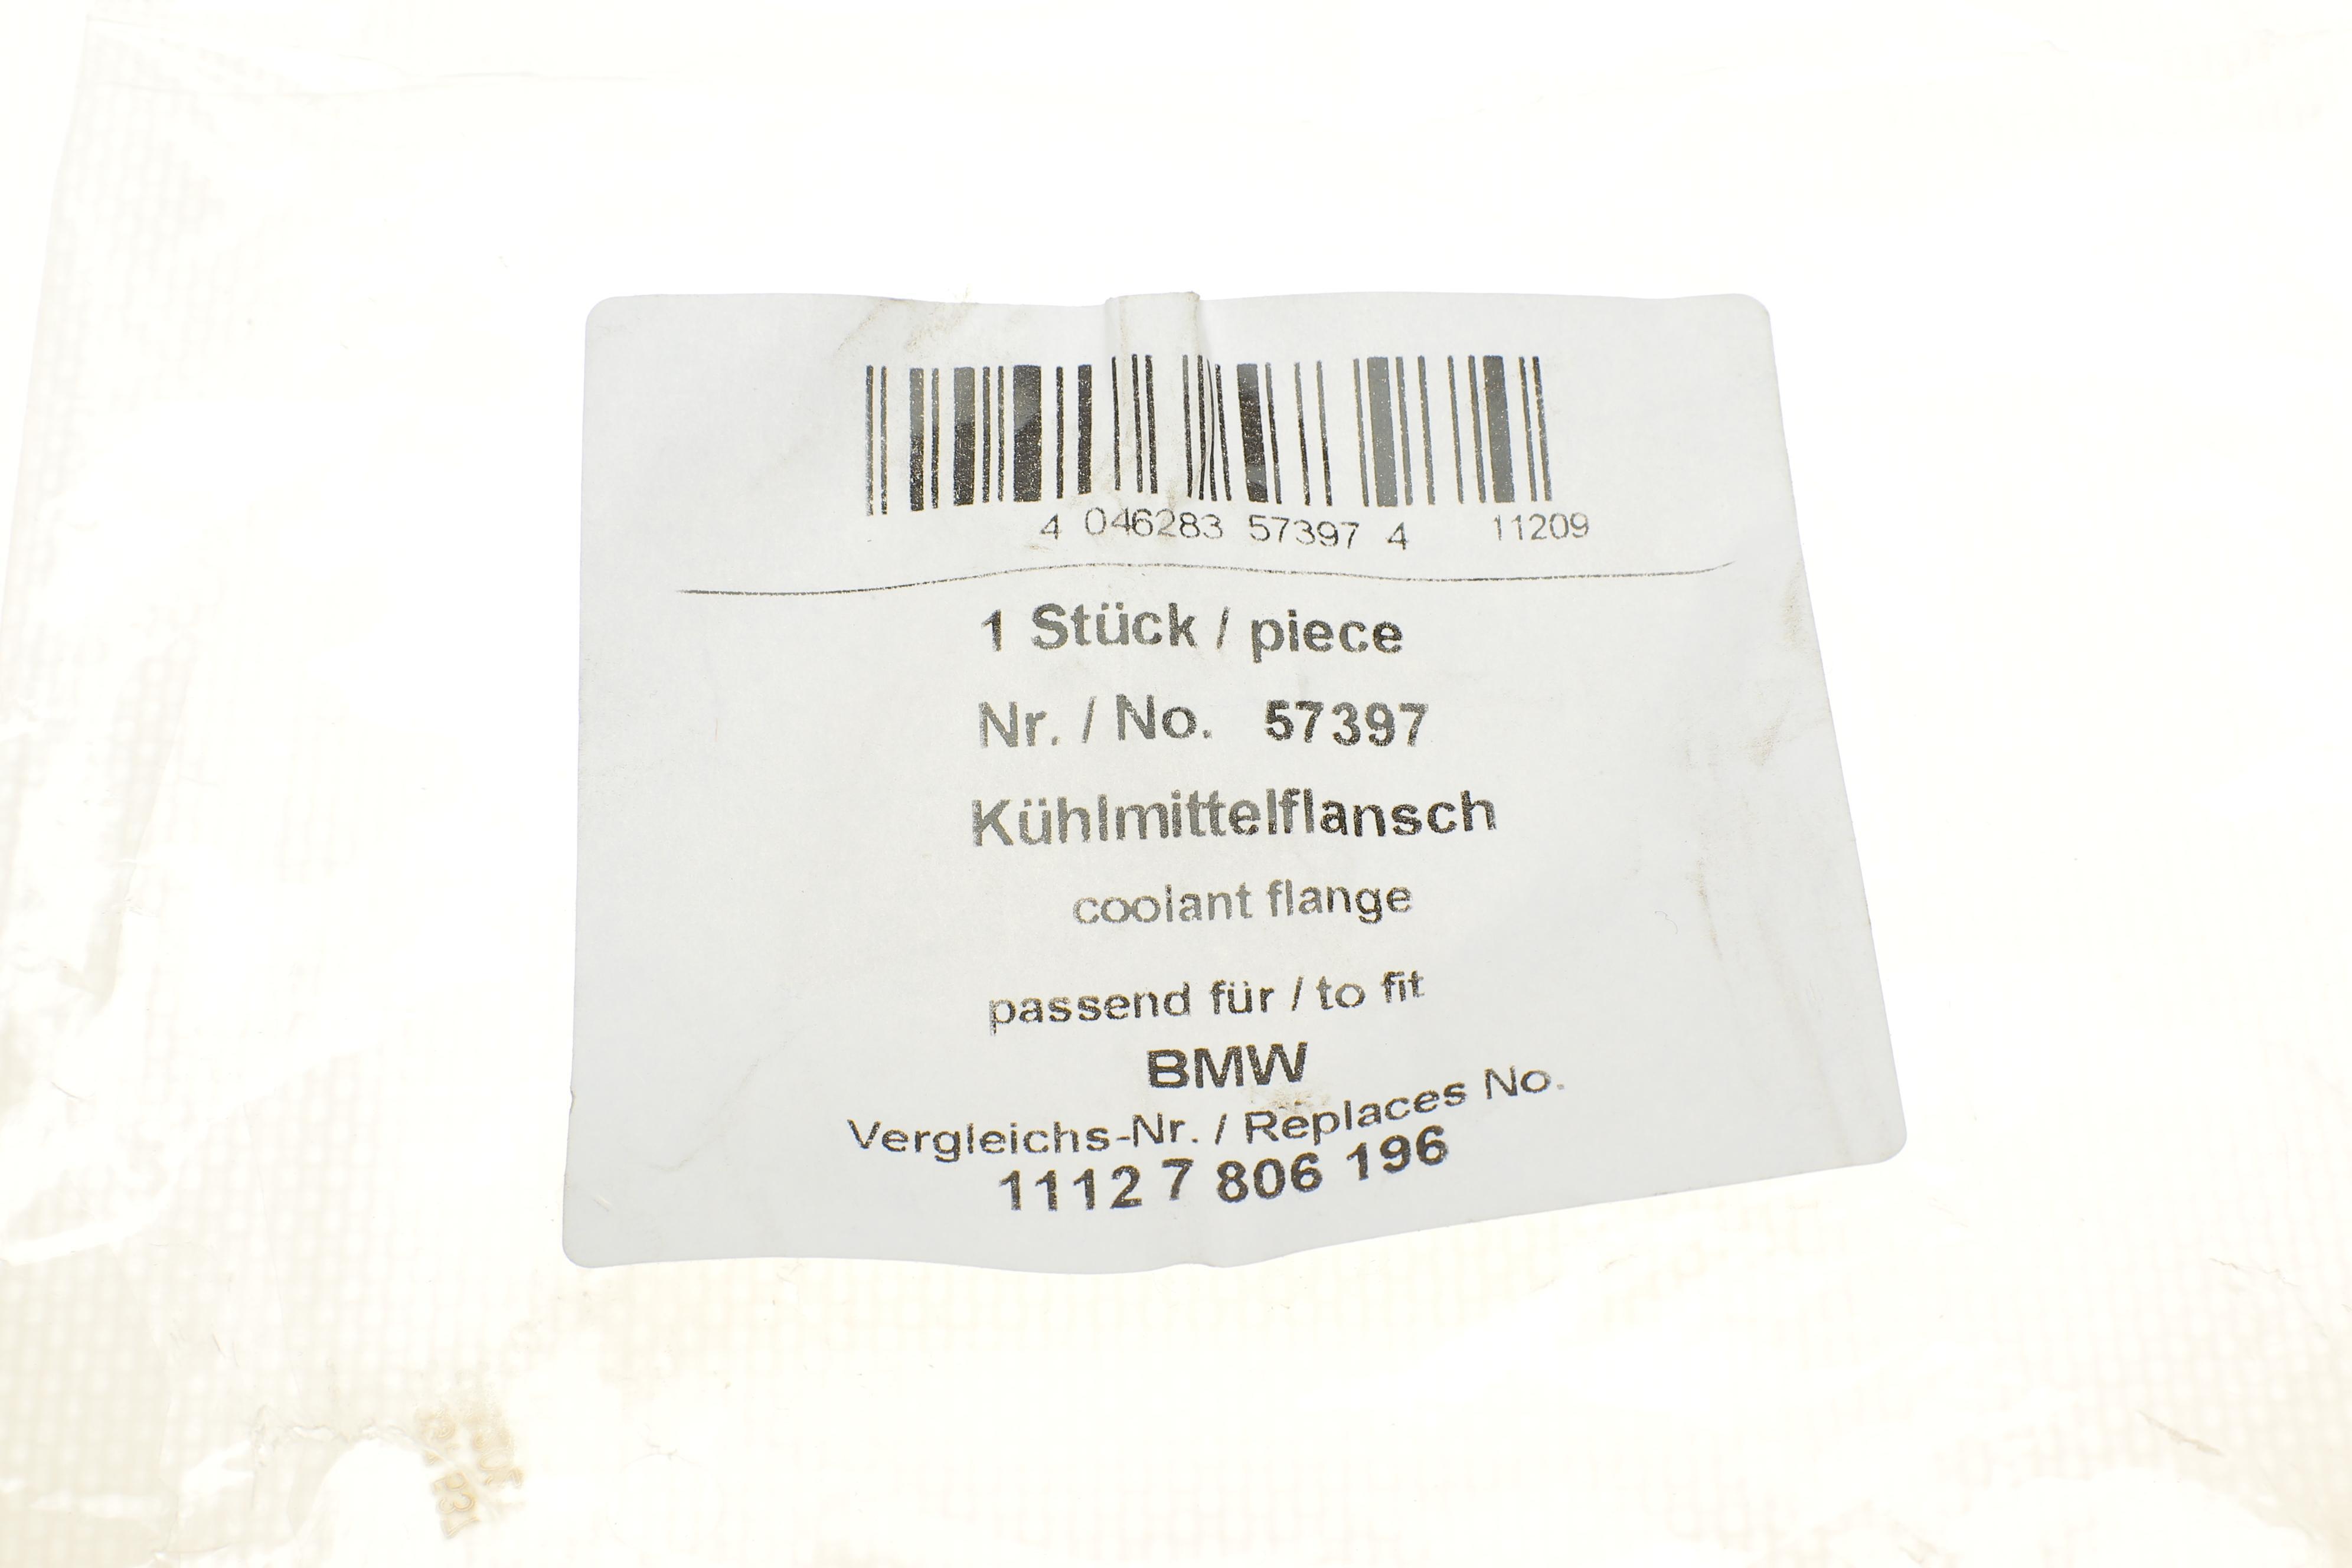 4 046283 57397 4 11209
1 Stück / piece
Nr. / No. 57397
Kühlmittelflansch
coolant flange
passend für / to fit
BMW
Vergleichs-Nr. / Replaces No.
1112 7 806 196